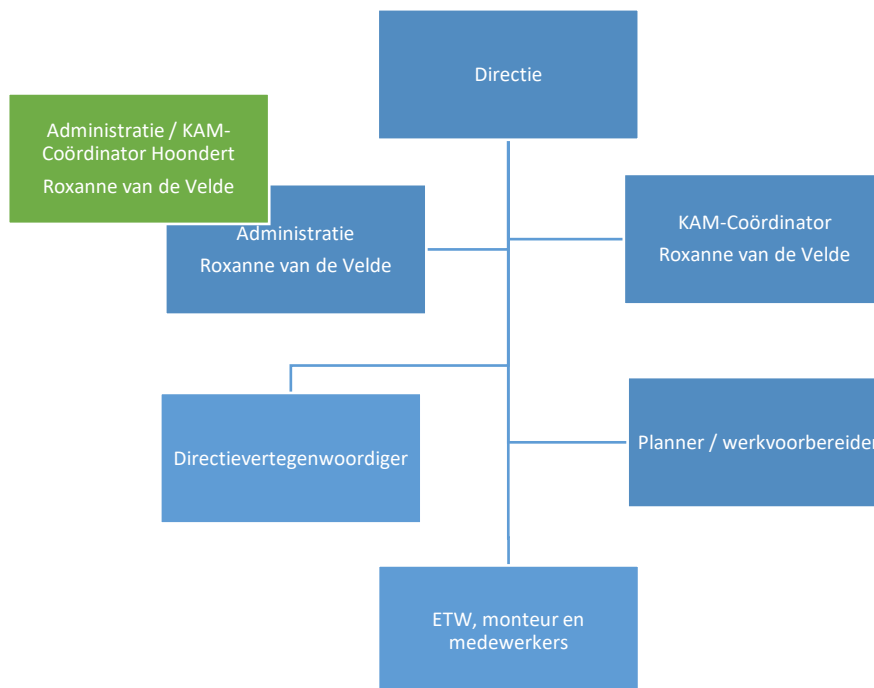 Directie
Administratie / KAM-
Coördinator Hoondert
Roxanne van de Velde
Administratie
Roxanne van de Velde
KAM-Coördinator
Roxanne van de Velde
Directievertegenwoordiger
Planner / werkvoorbereider
ETW, monteur en
medewerkers